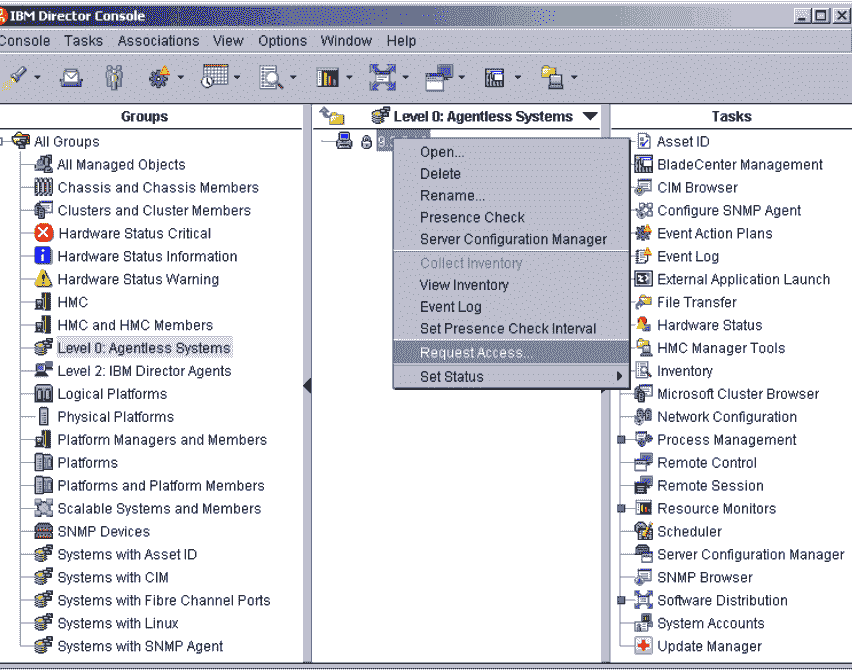 IBM Director Console
Console Tasks Associations View Options Window Help
Groups
All Groups
All Managed Objects
Chassis and Chassis Members
Clusters and Cluster Members
Hardware Status Critical
Hardware Status Information
Hardware Status Warning
HMC
HMC and HMC Members
Level 0: Agentless Systems
Level 2: IBM Director Agents
Logical Platforms
Physical Platforms
Platform Managers and Members
Platforms
Platforms and Platform Members
Scalable Systems and Members
SNMP Devices
Systems with Asset ID
Systems with CIM
Systems with Fibre Channel Ports
Systems with Linux
Systems with SNMP Agent
Level 0: Agentless Systems
Open...
Delete
Rename...
Presence Check
Server Configuration Manager
Collect Inventory
View Inventory
Event Log
Set Presence Check Interval
Request Access...
Set Status
Tasks
Asset ID
BladeCenter Management
CIM Browser
Configure SNMP Agent
Event Action Plans
Event Log
External Application Launch
File Transfer
Hardware Status
HMC Manager Tools
Inventory
Microsoft Cluster Browser
Network Configuration
Process Management
Remote Control
Remote Session
Resource Monitors
Scheduler
Server Configuration Manager
SNMP Browser
Software Distribution
System Accounts
Update Manager